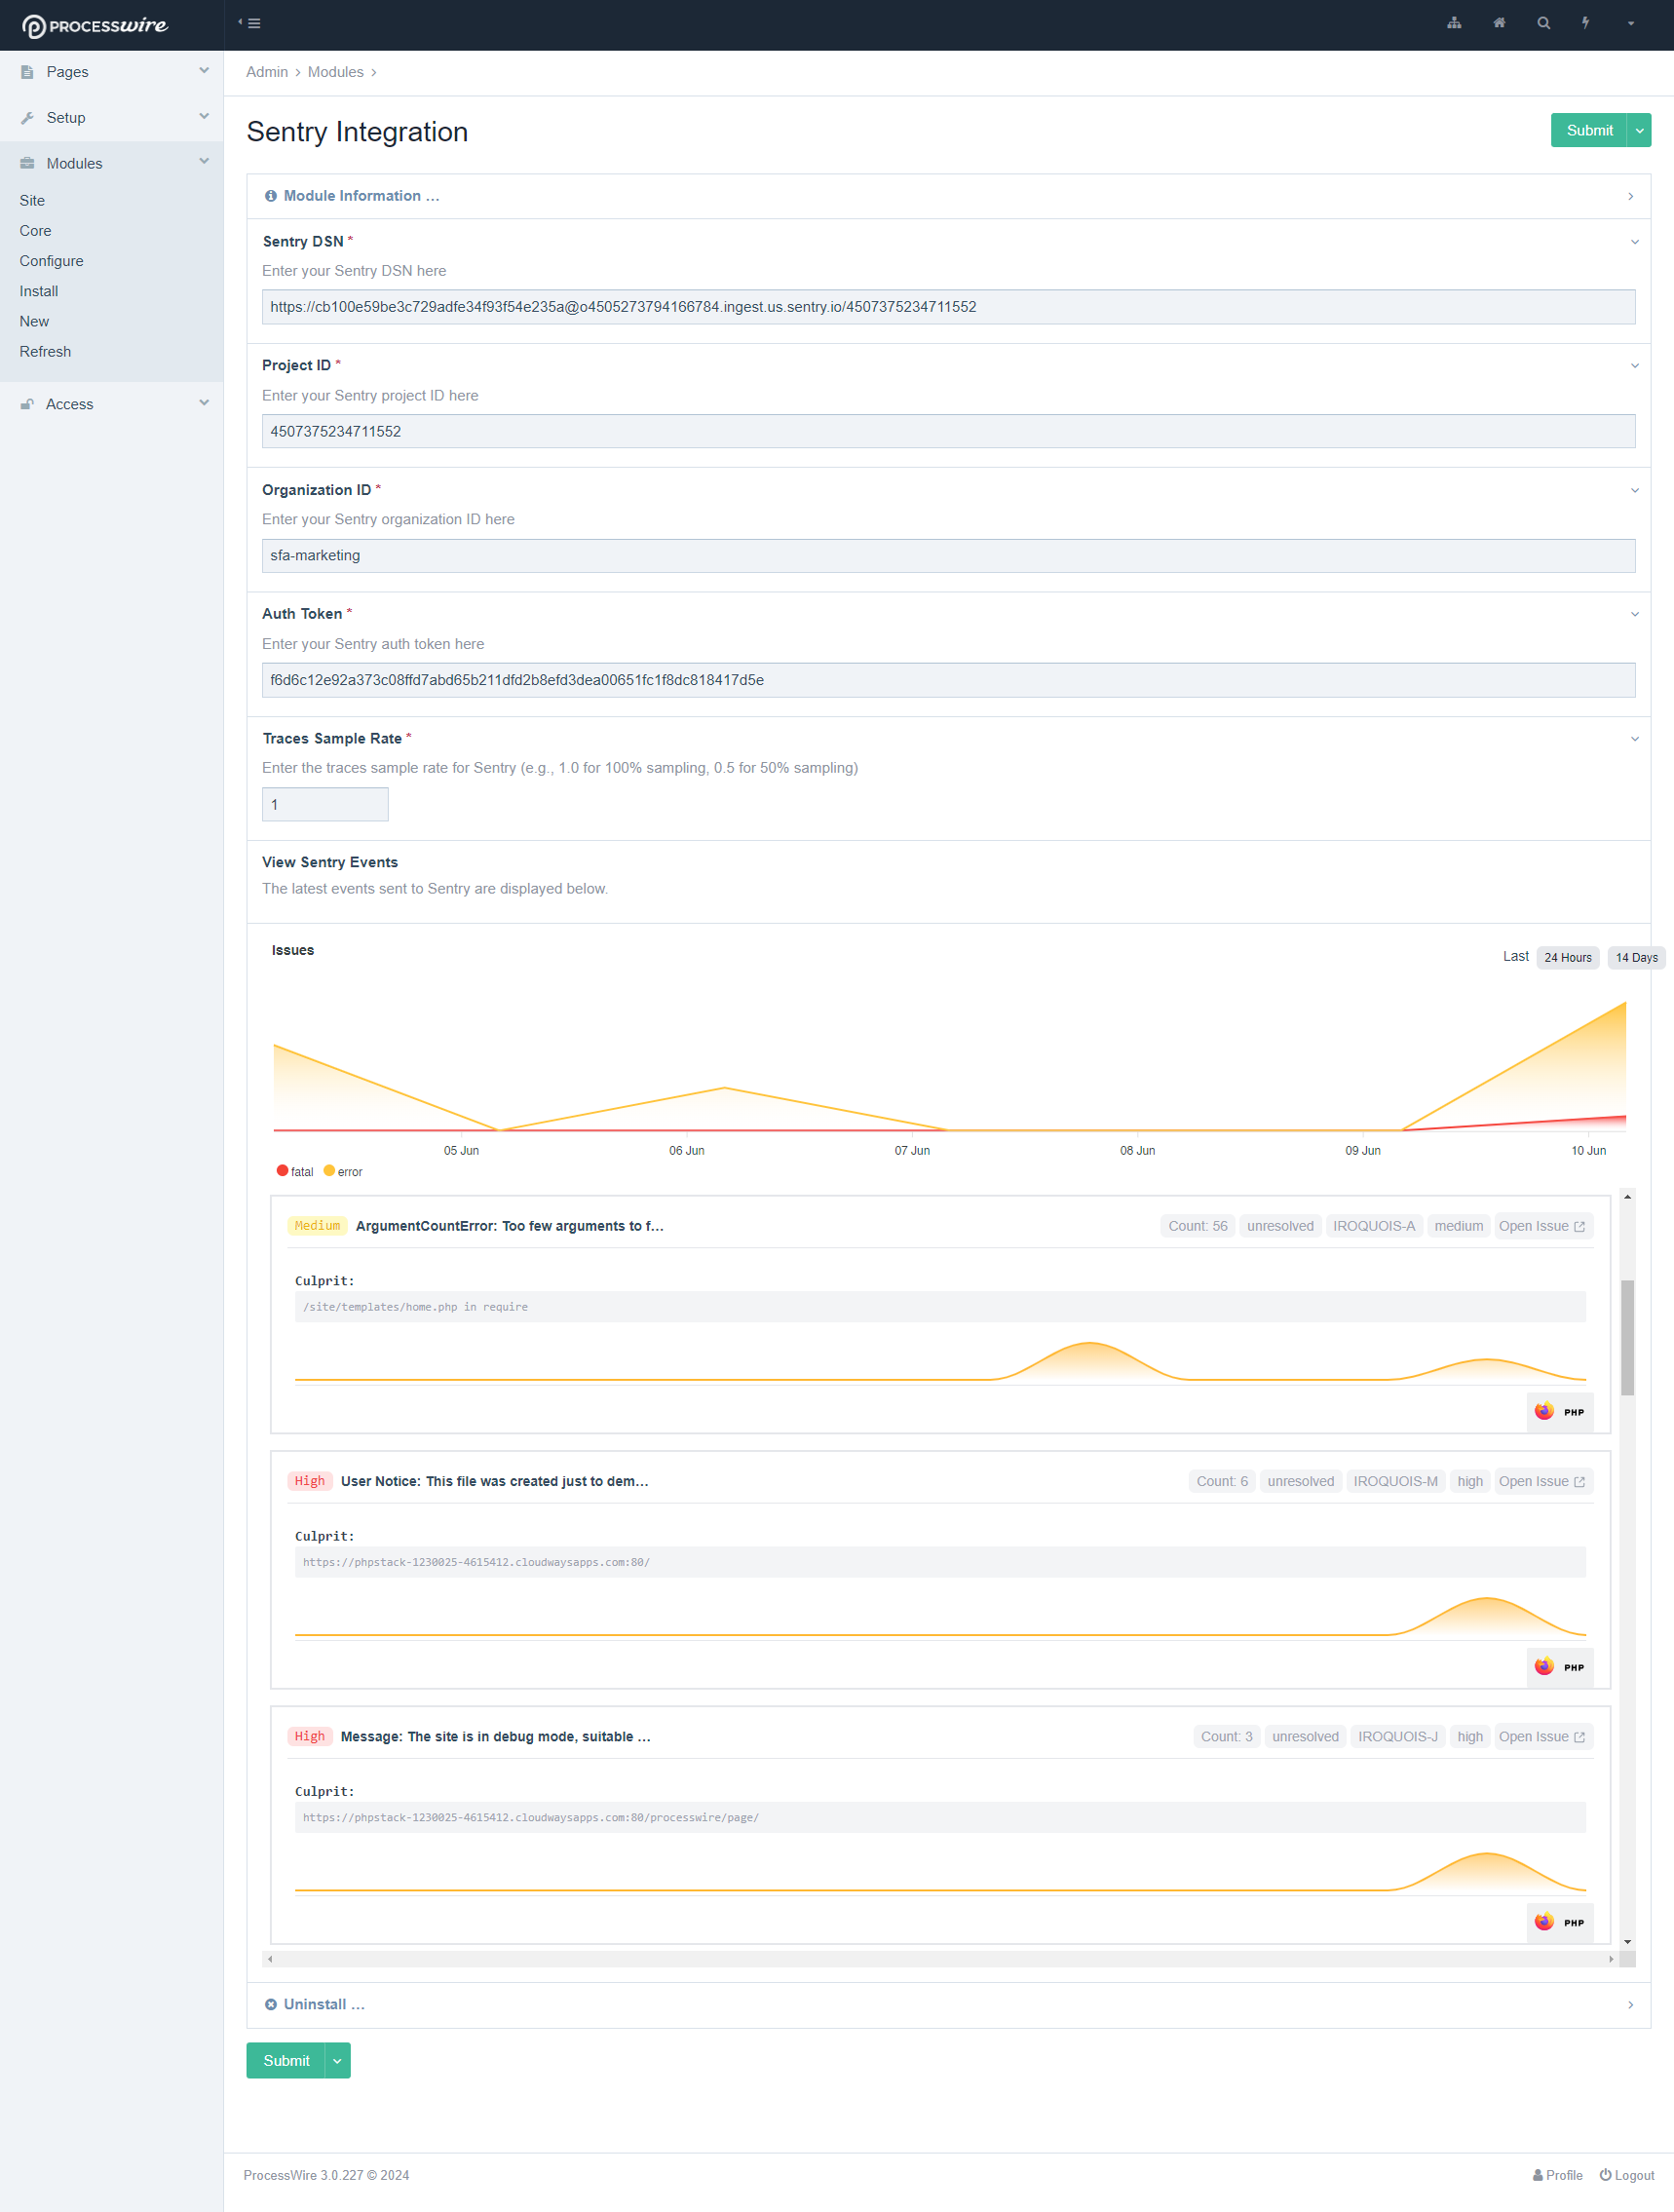 PROCESSWIRE
Pages
Setup
Modules
Site
Core
Configure
Install
New
Refresh
Access
Admin
Modules
Sentry Integration
Submit
Module Information ...
Sentry DSN *
Enter your Sentry DSN here
https://cb100e59be3c729adfe34f93f54e235a@o4505273794166784.ingest.us.sentry.io/4507375234711552
Project ID *
Enter your Sentry project ID here
4507375234711552
Organization ID *
Enter your Sentry organization ID here
sfa-marketing
Auth Token *
Enter your Sentry auth token here
f6d6c12e92a373c08ffd7abd65b211dfd2b8efd3dea00651fc1f8dc818417d5e
Traces Sample Rate *
Enter the traces sample rate for Sentry (e.g., 1.0 for 100% sampling, 0.5 for 50% sampling)
1
View Sentry Events
The latest events sent to Sentry are displayed below.
Issues
Last 24 Hours 14 Days
05 Jun 06 Jun 07 Jun 08 Jun 09 Jun 10 Jun
fatal error
Medium ArgumentCountError: Too few arguments to f... Count: 56 unresolved IROQUOIS-A medium Open Issue
Culprit:
/site/templates/home.php in require
PHP
High User Notice: This file was created just to dem... Count: 6 unresolved IROQUOIS-M high Open Issue
Culprit:
https://phpstack-1230025-4615412.cloudwaysapps.com:80/
PHP
High Message: The site is in debug mode, suitable ... Count: 3 unresolved IROQUOIS-J high Open Issue
Culprit:
https://phpstack-1230025-4615412.cloudwaysapps.com:80/processwire/page/
PHP
Uninstall ...
Submit
ProcessWire 3.0.227 © 2024
Profile Logout